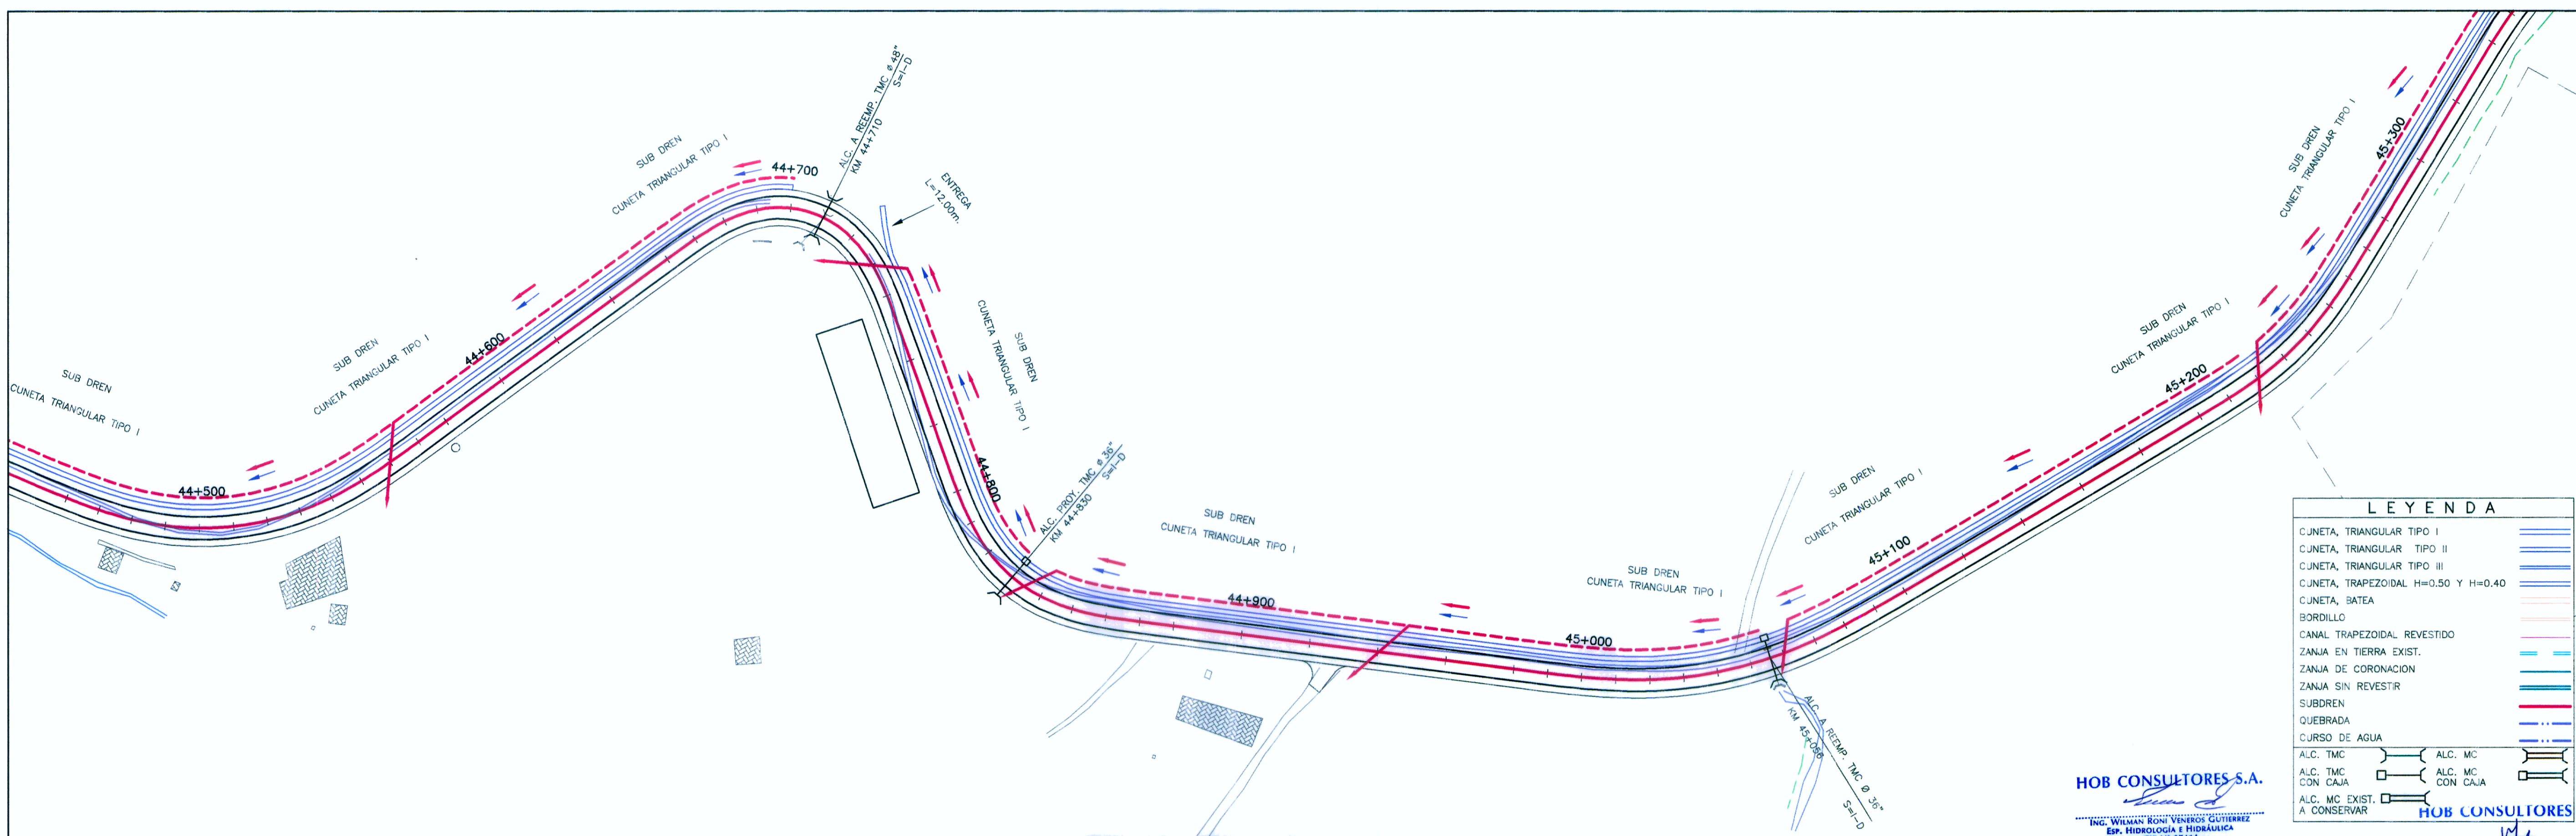 SUB DREN
CUNETA TRIANGULAR TIPO I
44+500
SUB DREN
CUNETA TRIANGULAR TIPO I
44+600
SUB DREN
CUNETA TRIANGULAR TIPO I
44+700
ALC. A REEMP. TMC Ø 48"
KM 44+710
S=I-D
ENTREGA
L=12.00m.
SUB DREN
CUNETA TRIANGULAR TIPO I
44+800
ALC. PROY. TMC Ø 36"
KM 44+830
S=I-D
SUB DREN
CUNETA TRIANGULAR TIPO I
44+900
SUB DREN
CUNETA TRIANGULAR TIPO I
45+000
ALC. A REEMP. TMC Ø 36"
S=I-D
SUB DREN
CUNETA TRIANGULAR TIPO I
45+100
SUB DREN
CUNETA TRIANGULAR TIPO I
45+200
SUB DREN
CUNETA TRIANGULAR TIPO I
45+300
LEYENDA
CUNETA, TRIANGULAR TIPO I
CUNETA, TRIANGULAR TIPO II
CUNETA, TRIANGULAR TIPO III
CUNETA, TRAPEZOIDAL H=0.50 Y H=0.40
CUNETA, BATEA
BORDILLO
CANAL TRAPEZOIDAL REVESTIDO
ZANJA EN TIERRA EXIST.
ZANJA DE CORONACION
ZANJA SIN REVESTIR
SUBDREN
QUEBRADA
CURSO DE AGUA
ALC. TMC
ALC. MC
ALC. TMC CON CAJA
ALC. MC CON CAJA
ALC. MC EXIST. A CONSERVAR
HOB CONSULTORES S.A.
ING. WILMAN RONI VENEROS GUTIERREZ
ESP. HIDROLOGÍA E HIDRÁULICA
HOB CONSULTORES